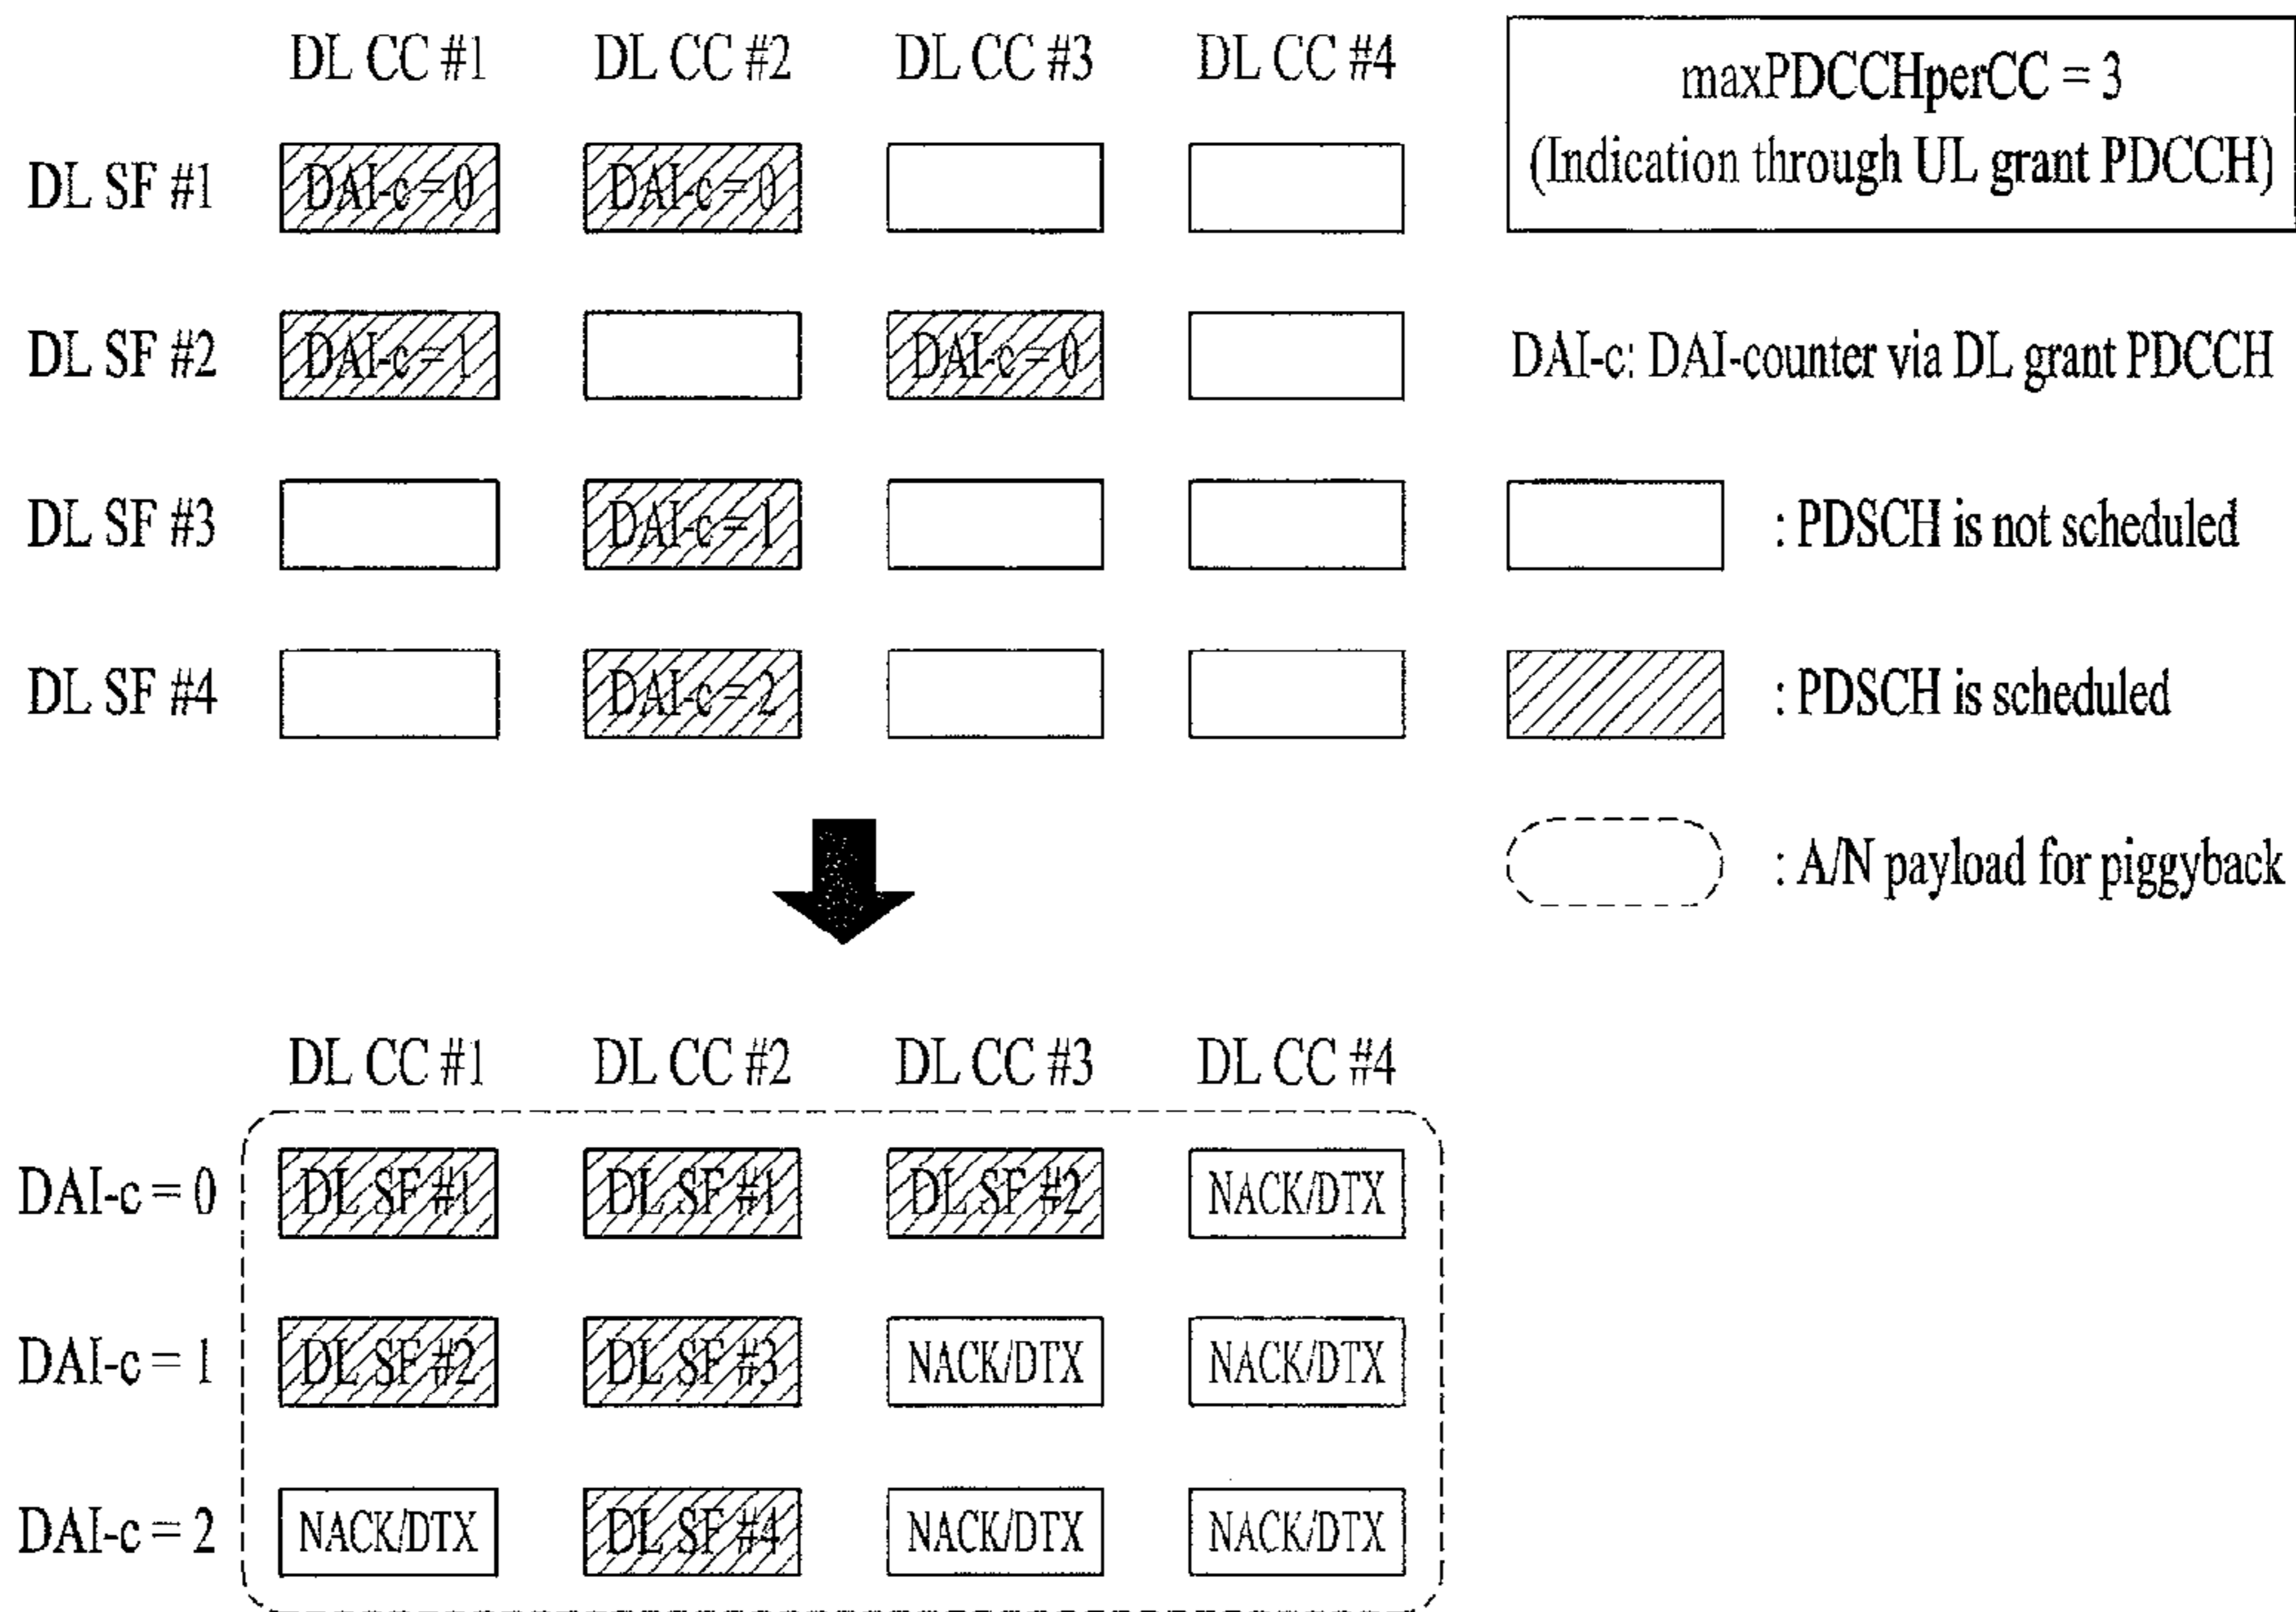 DL CC #1 DL CC #2 DL CC #3 DL CC #4
maxPDCCHperCC = 3
(Indication through UL grant PDCCH)
DL SF #1 DAI-c = 0 DAI-c = 0
DL SF #2 DAI-c = 1 DAI-c = 0
DAI-c: DAI-counter via DL grant PDCCH
DL SF #3 DAI-c = 1
: PDSCH is not scheduled
DL SF #4 DAI-c = 2
: PDSCH is scheduled
: A/N payload for piggyback
DL CC #1 DL CC #2 DL CC #3 DL CC #4
DAI-c = 0 DL SF #1 DL SF #1 DL SF #2 NACK/DTX
DAI-c = 1 DL SF #2 DL SF #3 NACK/DTX NACK/DTX
DAI-c = 2 NACK/DTX DL SF #4 NACK/DTX NACK/DTX